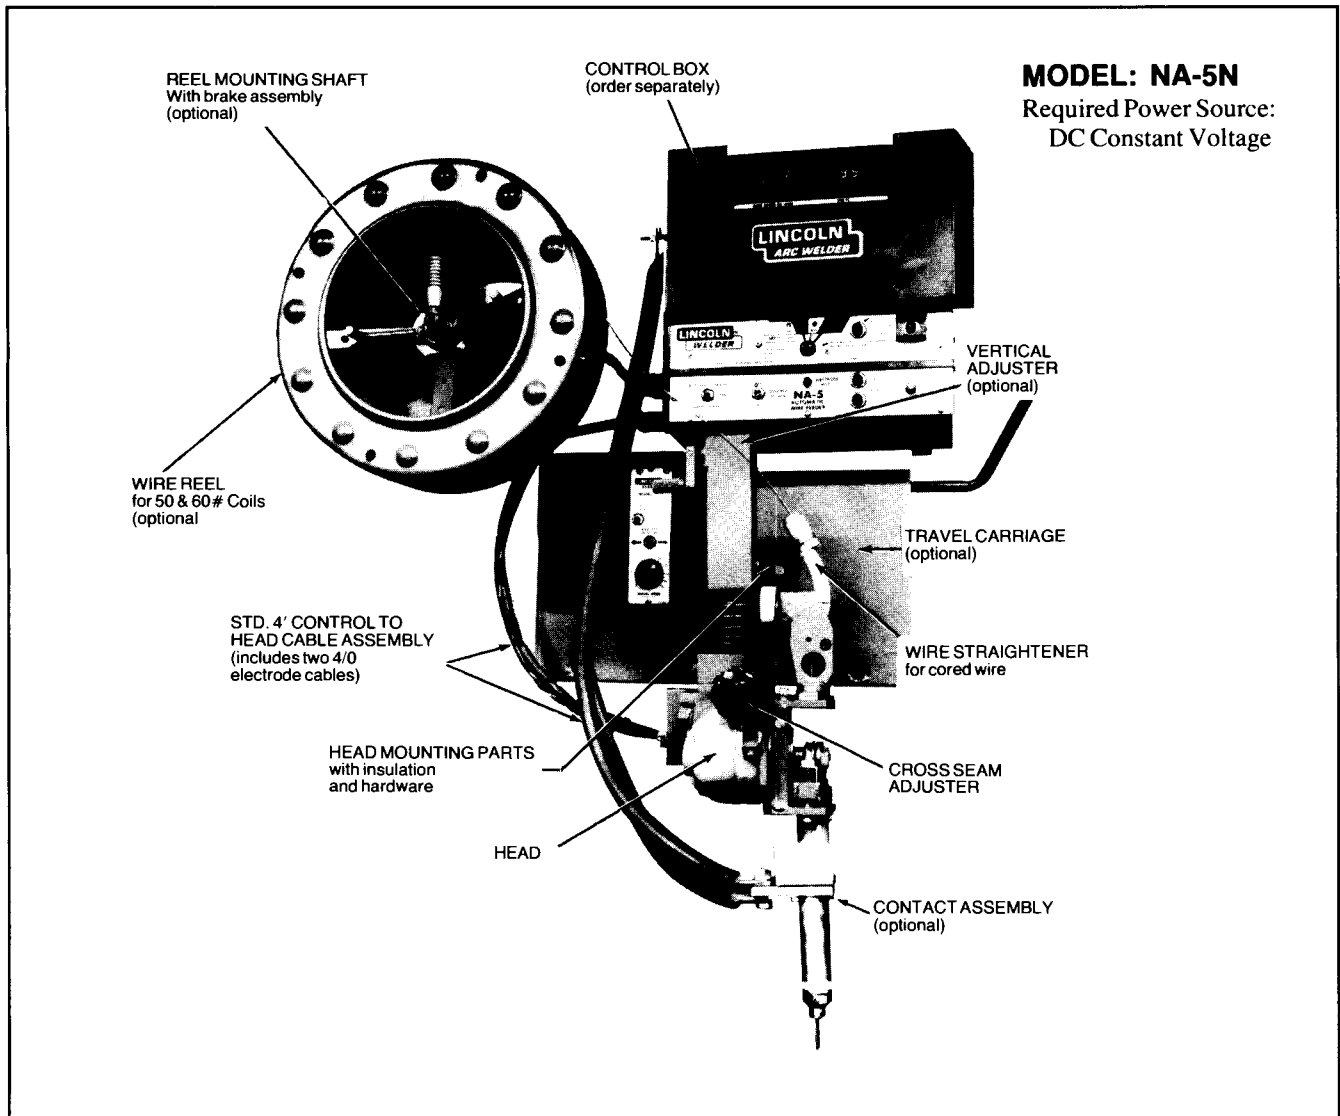 REEL MOUNTING SHAFT
With brake assembly
(optional)
CONTROL BOX
(order separately)
MODEL: NA-5N
Required Power Source:
DC Constant Voltage
LINCOLN
ARC WELDER
LINCOLN
WELDER
NA-5
AUTOMATIC
WIRE FEEDER
VERTICAL
ADJUSTER
(optional)
WIRE REEL
for 50 & 60# Coils
(optional
TRAVEL CARRIAGE
(optional)
STD. 4' CONTROL TO
HEAD CABLE ASSEMBLY
(includes two 4/0
electrode cables)
WIRE STRAIGHTENER
for cored wire
HEAD MOUNTING PARTS
with insulation
and hardware
CROSS SEAM
ADJUSTER
HEAD
CONTACT ASSEMBLY
(optional)